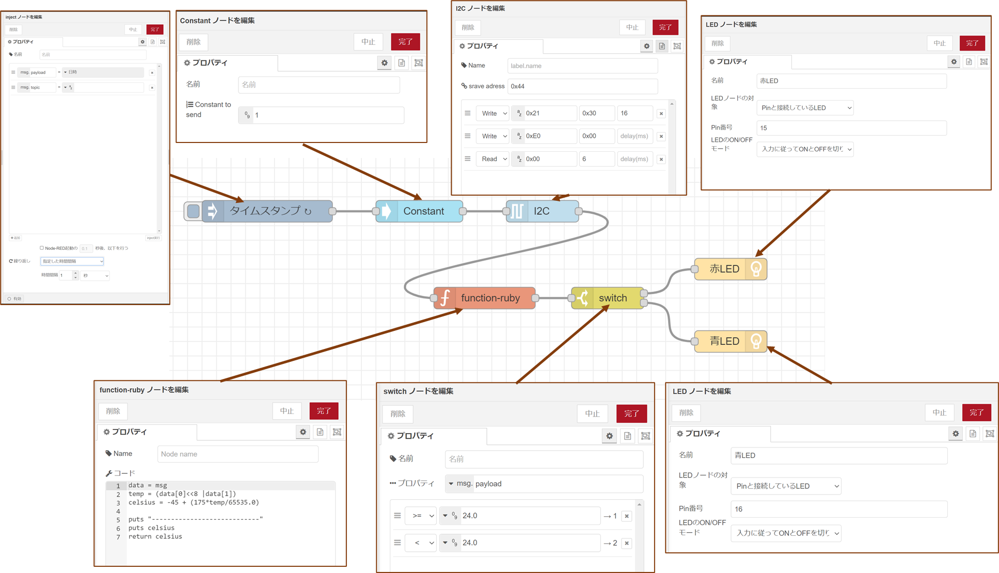 inject ノードを編集
削除
中止
完了
プロパティ
名前
名前
msg. payload = 日時
msg. topic = a z
追加
inject実行
Node-RED起動の 0.1 秒後、以下を行う
繰り返し
指定した時間間隔
時間間隔 1 秒
有効
Constant ノードを編集
削除
中止
完了
プロパティ
名前
名前
Constant to
send
0 9 1
I2C ノードを編集
削除
中止
完了
プロパティ
Name
label.name
srave adress
0x44
Write a z 0x21 0x30 16
Write a z 0xE0 0x00 delay(ms)
Read a z 0x00 6 delay(ms)
LED ノードを編集
削除
中止
完了
プロパティ
名前
赤LED
LEDノードの対
象
Pinと接続しているLED
Pin番号
15
LEDのON/OFF
モード
入力に従ってONとOFFを切り
タイムスタンプ ↻
Constant
I2C
function-ruby
switch
赤LED
青LED
function-ruby ノードを編集
削除
中止
完了
プロパティ
Name
Node name
コード
1 data = msg
2 temp = (data[0]<<8 |data[1])
3 celsius = -45 + (175*temp/65535.0)
4
5 puts "---------------------------"
6 puts celsius
7 return celsius
switch ノードを編集
削除
中止
完了
プロパティ
名前
名前
プロパティ
msg. payload
>= 0 9 24.0 → 1
< 0 9 24.0 → 2
LED ノードを編集
削除
中止
完了
プロパティ
名前
青LED
LEDノードの対
象
Pinと接続しているLED
Pin番号
16
LEDのON/OFF
モード
入力に従ってONとOFFを切り